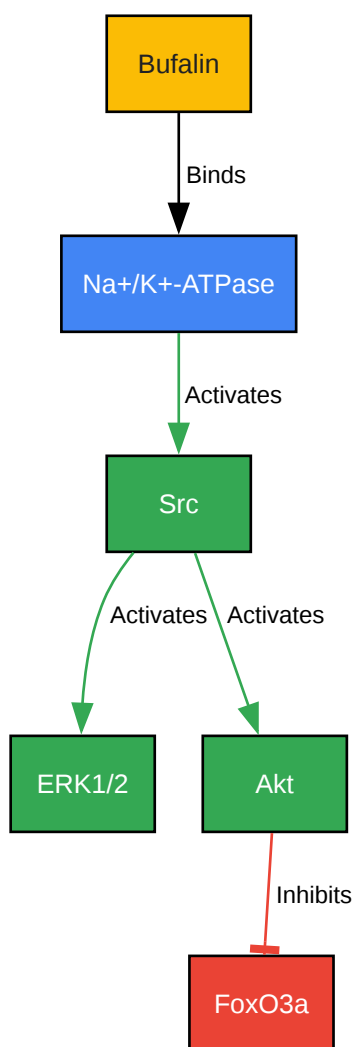 Bufalin
Binds
Na+/K+-ATPase
Activates
Src
Activates
Activates
ERK1/2
Akt
Inhibits
FoxO3a